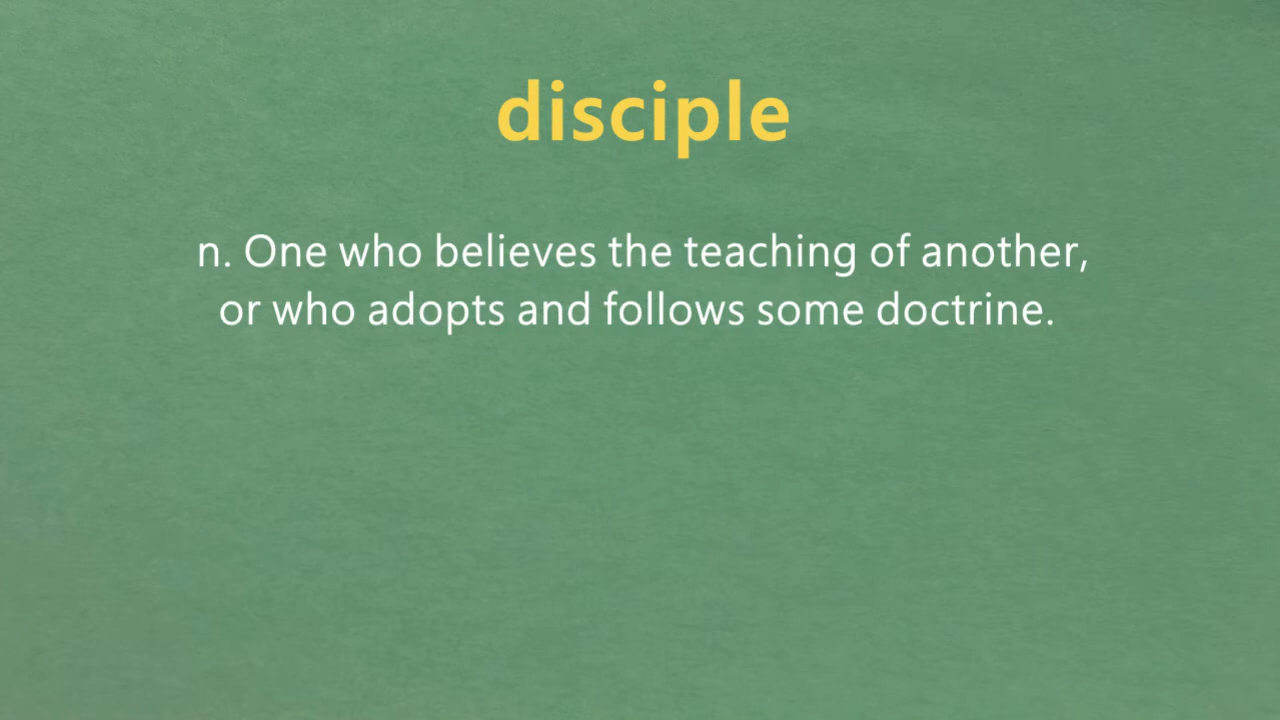 disciple
n. One who believes the teaching of another,
or who adopts and follows some doctrine.